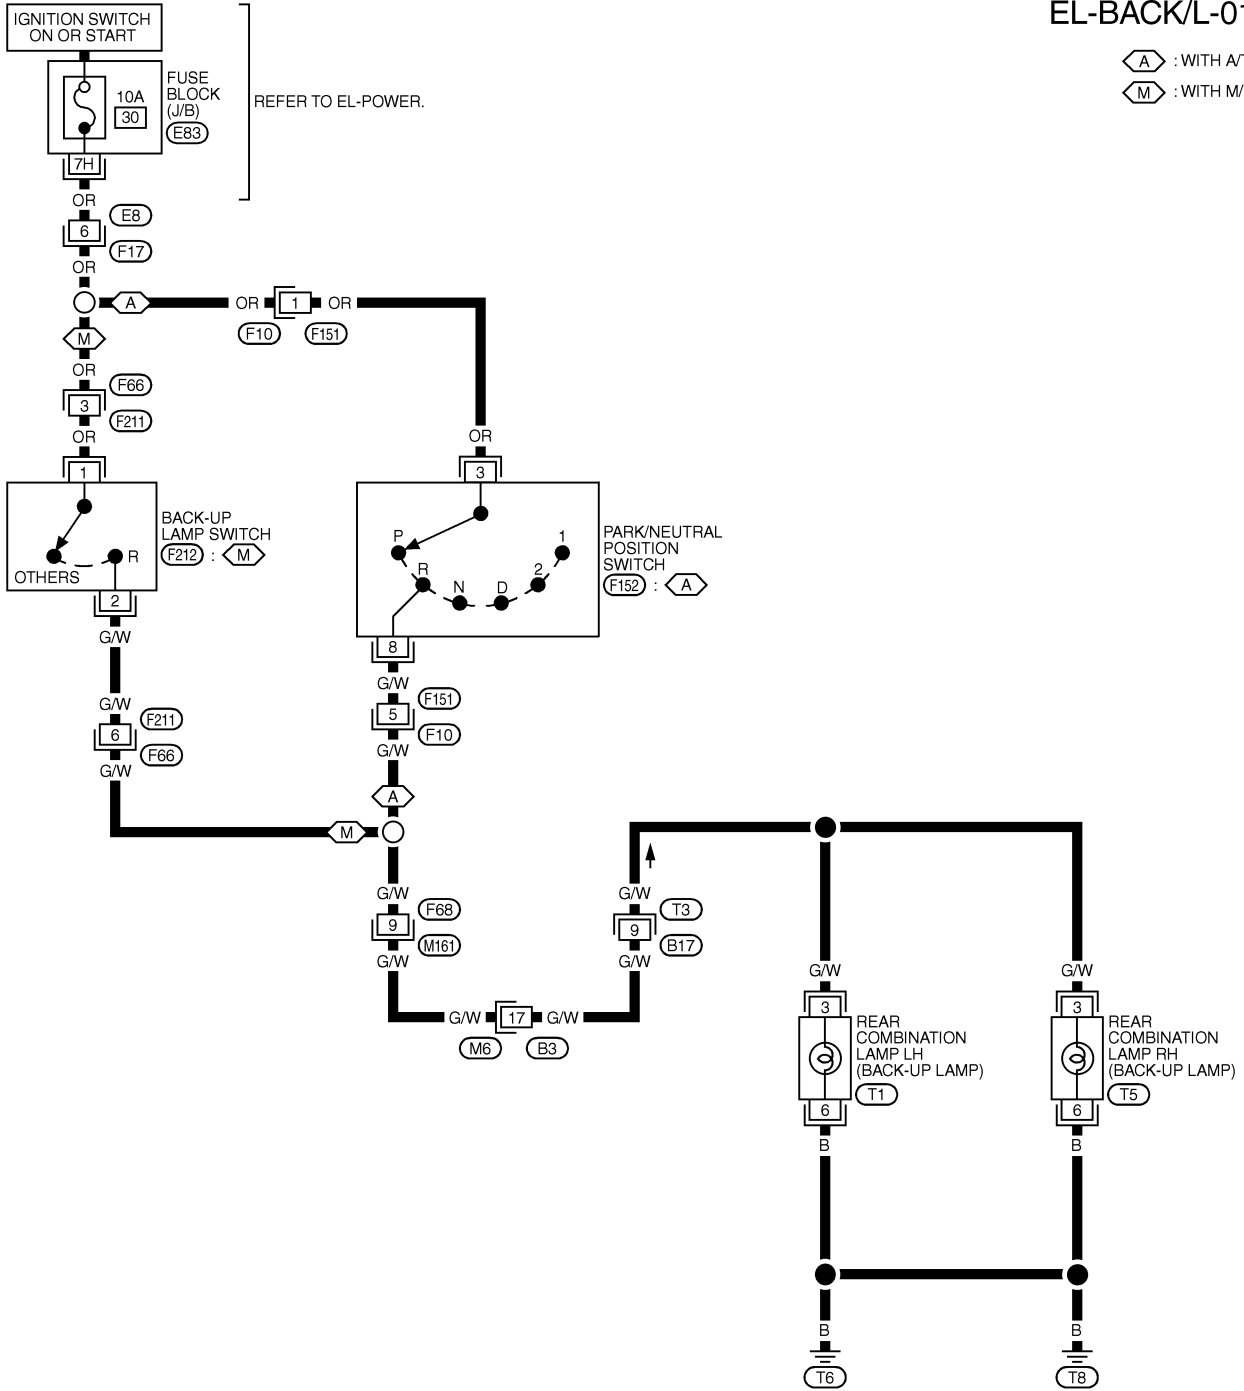 EL-BACK/L-01
IGNITION SWITCH
ON OR START
FUSE
BLOCK
(J/B)
E83
10A
30
7H
REFER TO EL-POWER.
A : WITH A/T
M : WITH M/
OR
E8
6
F17
OR
A
OR
1
OR
F10
F151
M
OR
F66
3
F211
OR
1
BACK-UP
LAMP SWITCH
F212 : M
R
OTHERS
2
G/W
G/W
F211
6
F66
G/W
M
OR
3
P
R
N
D
2
1
PARK/NEUTRAL
POSITION
SWITCH
F152 : A
8
G/W
F151
5
F10
G/W
A
G/W
F68
9
M161
G/W
G/W
17
G/W
M6
B3
G/W
T3
9
B17
G/W
G/W
3
REAR
COMBINATION
LAMP LH
(BACK-UP LAMP)
T1
6
B
B
T6
G/W
3
REAR
COMBINATION
LAMP RH
(BACK-UP LAMP)
T5
6
B
B
T8